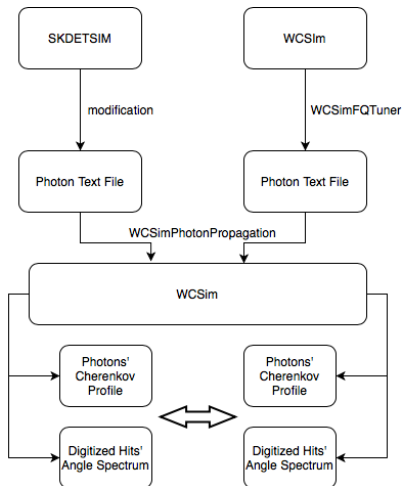 SKDETSIM
WCSIm
modification
WCSimFQTuner
Photon Text File
Photon Text File
WCSimPhotonPropagation
WCSim
Photons'
Cherenkov
Profile
Photons'
Cherenkov
Profile
Digitized Hits'
Angle Spectrum
Digitized Hits'
Angle Spectrum